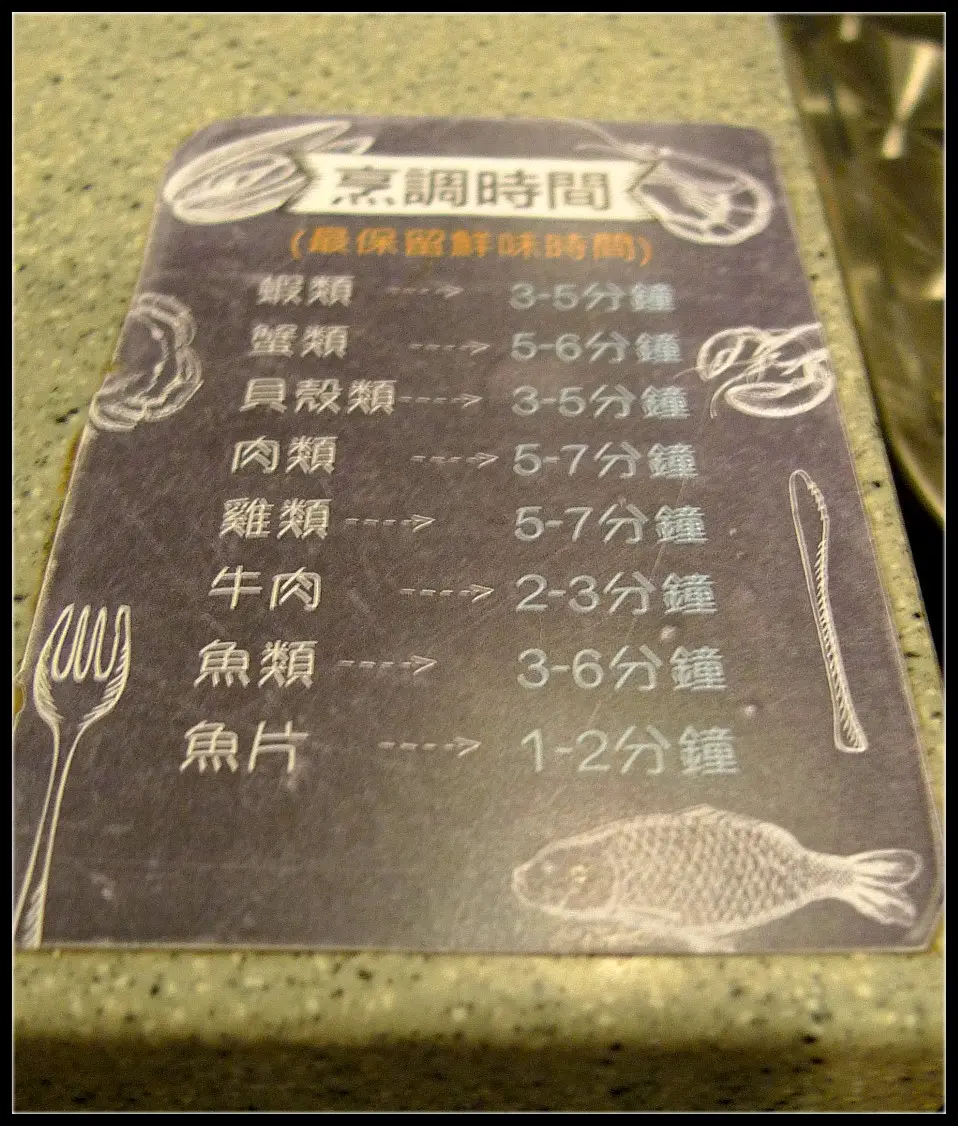 烹調時間
(最保留鮮味時間)
蝦類 ---> 3-5分鐘
蟹類 ---> 5-6分鐘
貝殼類 ---> 3-5分鐘
肉類 ---> 5-7分鐘
雞類 ---> 5-7分鐘
牛肉 ---> 2-3分鐘
魚類 ---> 3-6分鐘
魚片 ---> 1-2分鐘